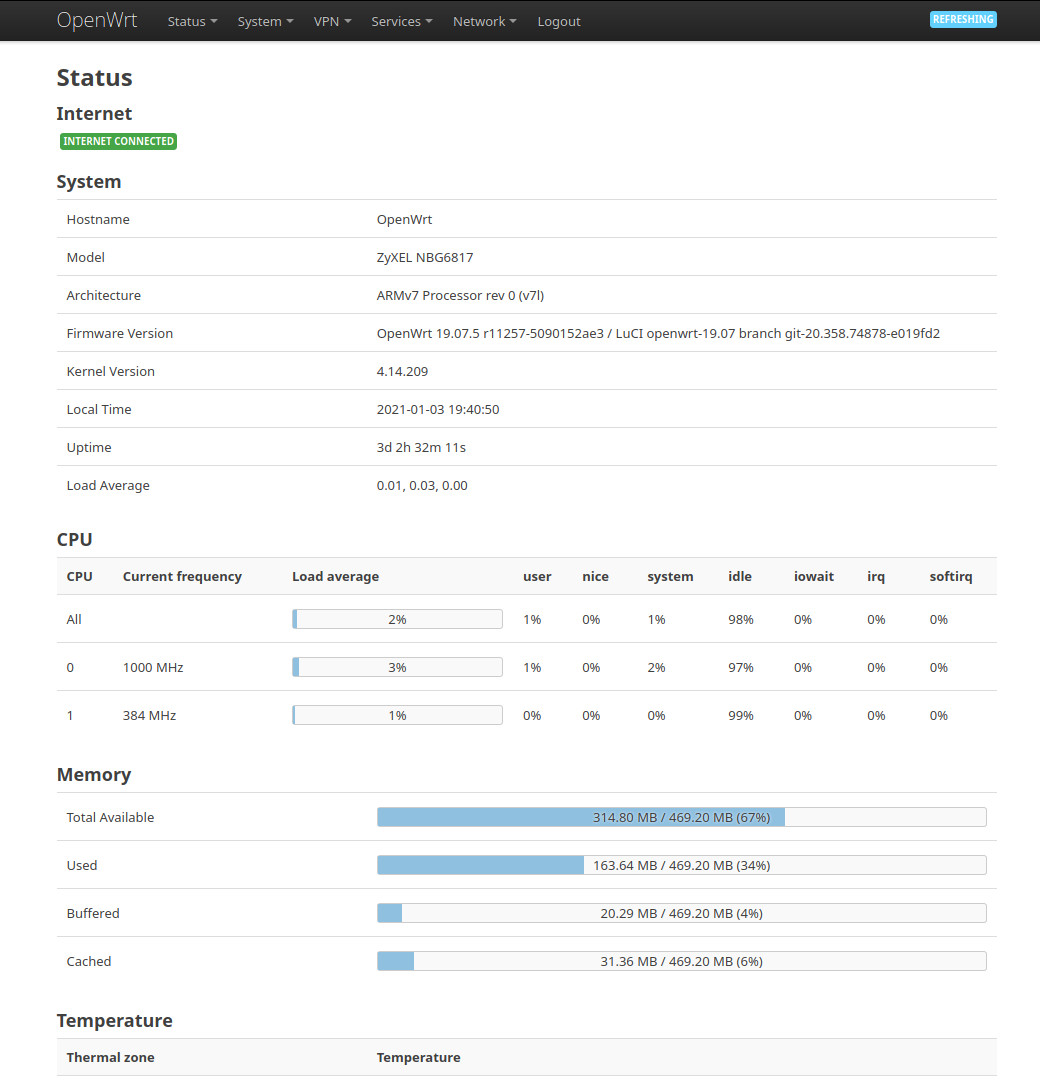 OpenWrt Status System VPN Services Network Logout REFRESHING
Status
Internet
INTERNET CONNECTED
System
Hostname OpenWrt
Model ZyXEL NBG6817
Architecture ARMv7 Processor rev 0 (v7l)
Firmware Version OpenWrt 19.07.5 r11257-5090152ae3 / LuCI openwrt-19.07 branch git-20.358.74878-e019fd2
Kernel Version 4.14.209
Local Time 2021-01-03 19:40:50
Uptime 3d 2h 32m 11s
Load Average 0.01, 0.03, 0.00
CPU
CPU Current frequency Load average user nice system idle iowait irq softirq
All 2% 1% 0% 1% 98% 0% 0% 0%
0 1000 MHz 3% 1% 0% 2% 97% 0% 0% 0%
1 384 MHz 1% 0% 0% 0% 99% 0% 0% 0%
Memory
Total Available 314.80 MB / 469.20 MB (67%)
Used 163.64 MB / 469.20 MB (34%)
Buffered 20.29 MB / 469.20 MB (4%)
Cached 31.36 MB / 469.20 MB (6%)
Temperature
Thermal zone Temperature